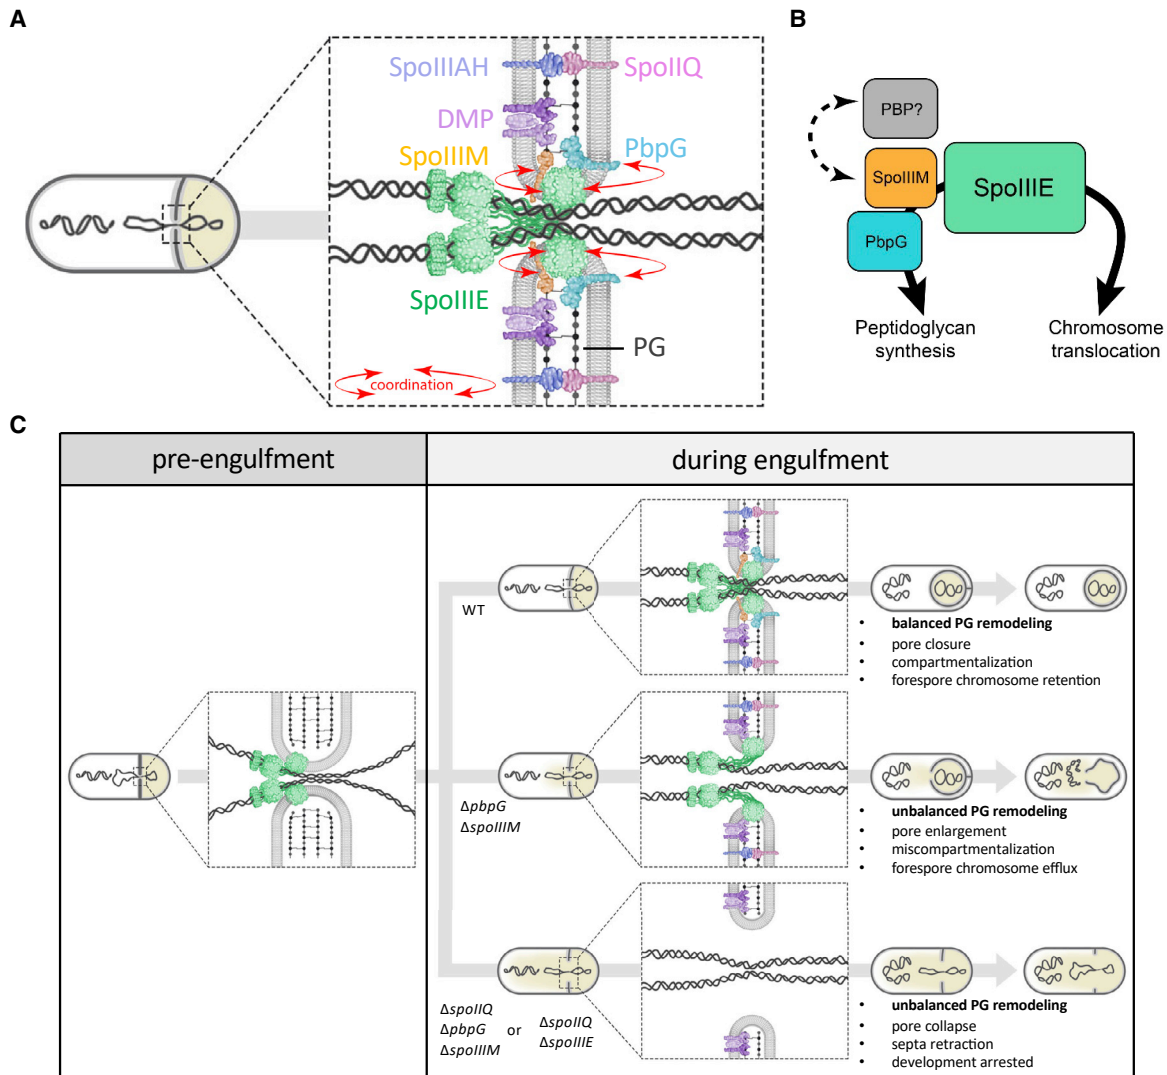 A
SpoIIIAH
SpoIIQ
DMP
SpoIIIM
PbpG
SpoIIIE
PG
coordination
B
PBP?
SpoIIIM
SpoIIIE
PbpG
Peptidoglycan
synthesis
Chromosome
translocation
C
pre-engulfment
during engulfment
WT
• balanced PG remodeling
• pore closure
• compartmentalization
• forespore chromosome retention
ΔpbpG
ΔspoIIIM
• unbalanced PG remodeling
• pore enlargement
• miscompartmentalization
• forespore chromosome efflux
ΔspoIIQ
ΔpbpG
ΔspoIIIM
or
ΔspoIIQ
ΔspoIIIE
• unbalanced PG remodeling
• pore collapse
• septa retraction
• development arrested